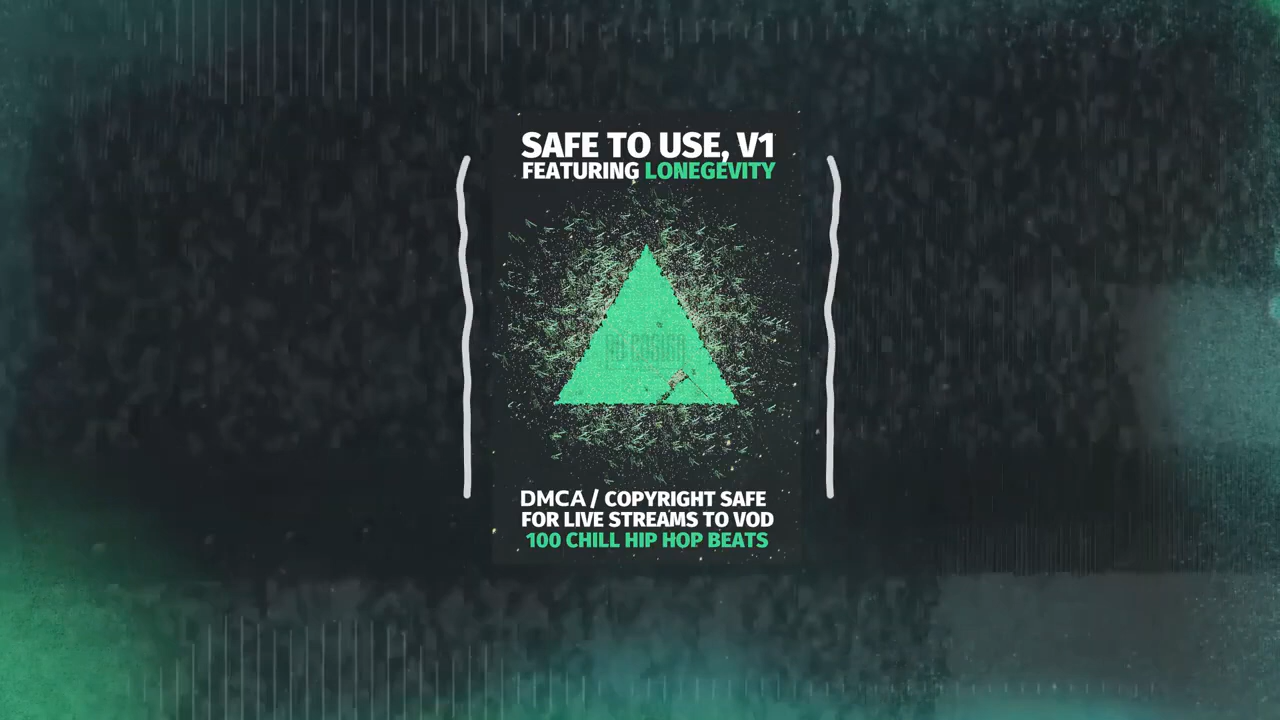 SAFE TO USE, V1
FEATURING LONEGEVITY
DMCA / COPYRIGHT SAFE
FOR LIVE STREAMS TO VOD
100 CHILL HIP HOP BEATS